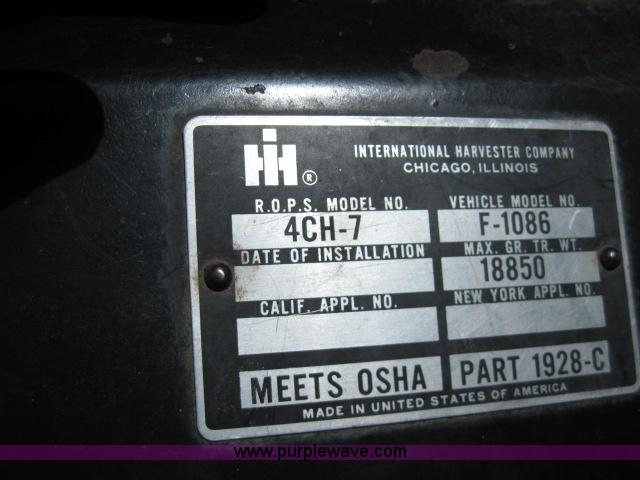 IH ®
INTERNATIONAL HARVESTER COMPANY
CHICAGO, ILLINOIS
R.O.P.S. MODEL NO. VEHICLE MODEL NO.
4CH-7 F-1086
DATE OF INSTALLATION MAX. GR. TR. WT.
18850
CALIF. APPL. NO. NEW YORK APPL. NO.
MEETS OSHA PART 1928-C
MADE IN UNITED STATES OF AMERICA
www.purplewave.com